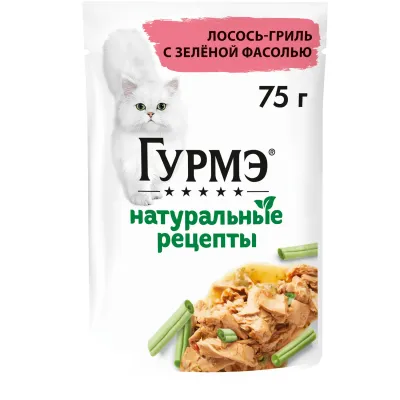 ЛОСОСЬ-ГРИЛЬ
С ЗЕЛЁНОЙ ФАСОЛЬЮ
75 г
ГУРМЭ®
натуральные
рецепты